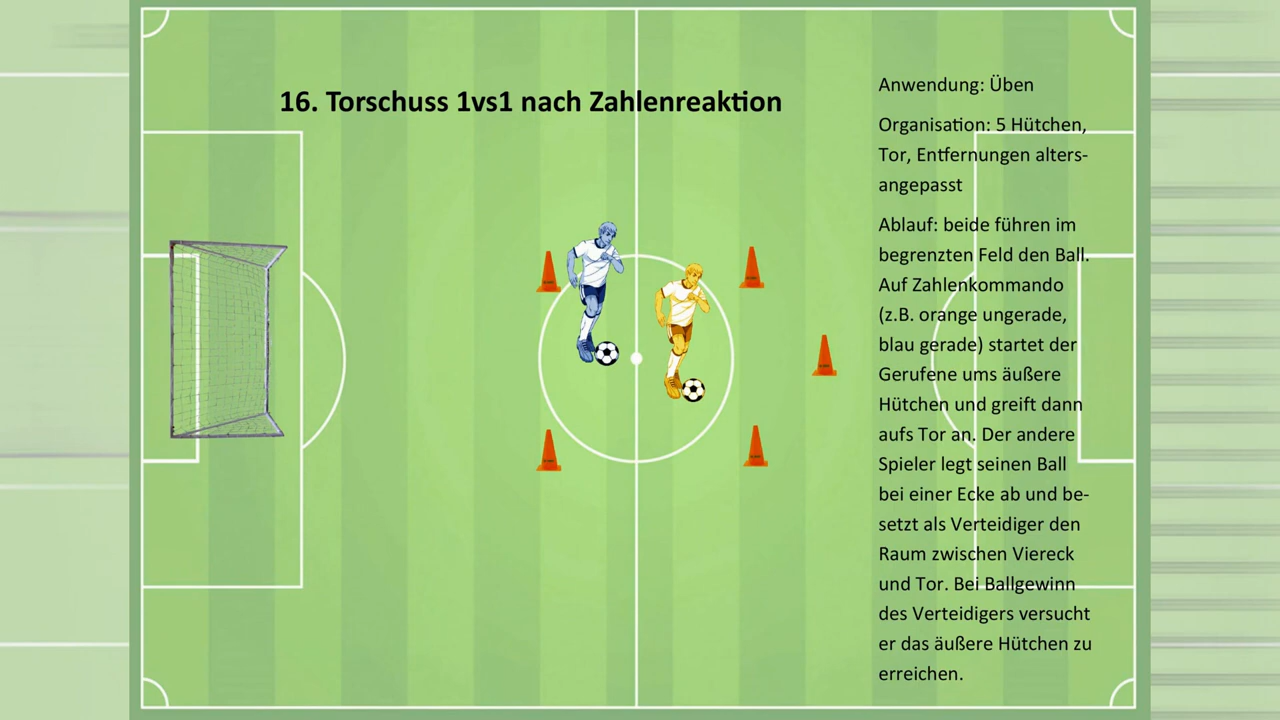 16. Torschuss 1vs1 nach Zahlenreaktion
Anwendung: Üben
Organisation: 5 Hütchen,
Tor, Entfernungen alters-
angepasst
Ablauf: beide führen im
begrenzten Feld den Ball.
Auf Zahlenkommando
(z.B. orange ungerade,
blau gerade) startet der
Gerufene ums äußere
Hütchen und greift dann
aufs Tor an. Der andere
Spieler legt seinen Ball
bei einer Ecke ab und be-
setzt als Verteidiger den
Raum zwischen Viereck
und Tor. Bei Ballgewinn
des Verteidigers versucht
er das äußere Hütchen zu
erreichen.